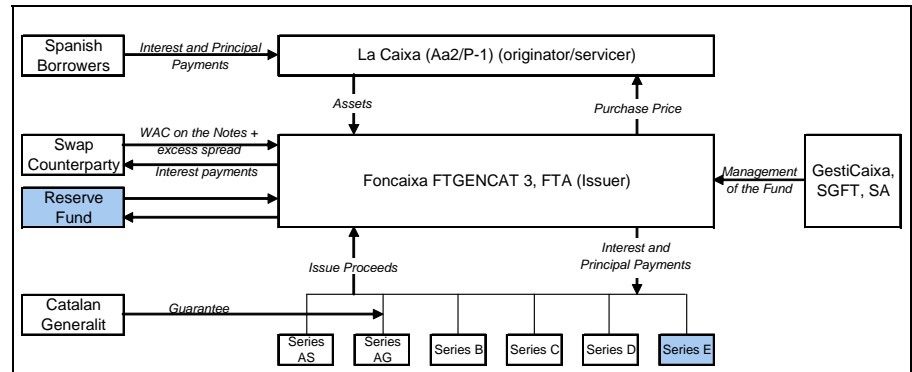 Spanish
Borrowers
Interest and Principal
Payments
La Caixa (Aa2/P-1) (originator/servicer)
Assets
Purchase Price
Swap
Counterparty
WAC on the Notes +
excess spread
Interest payments
Reserve
Fund
Foncaixa FTGENCAT 3, FTA (Issuer)
Management
of the Fund
GestiCaixa,
SGFT, SA
Issue Proceeds
Interest and
Principal Payments
Catalan
Generalit
Guarantee
Series
AS
Series
AG
Series B
Series C
Series D
Series E